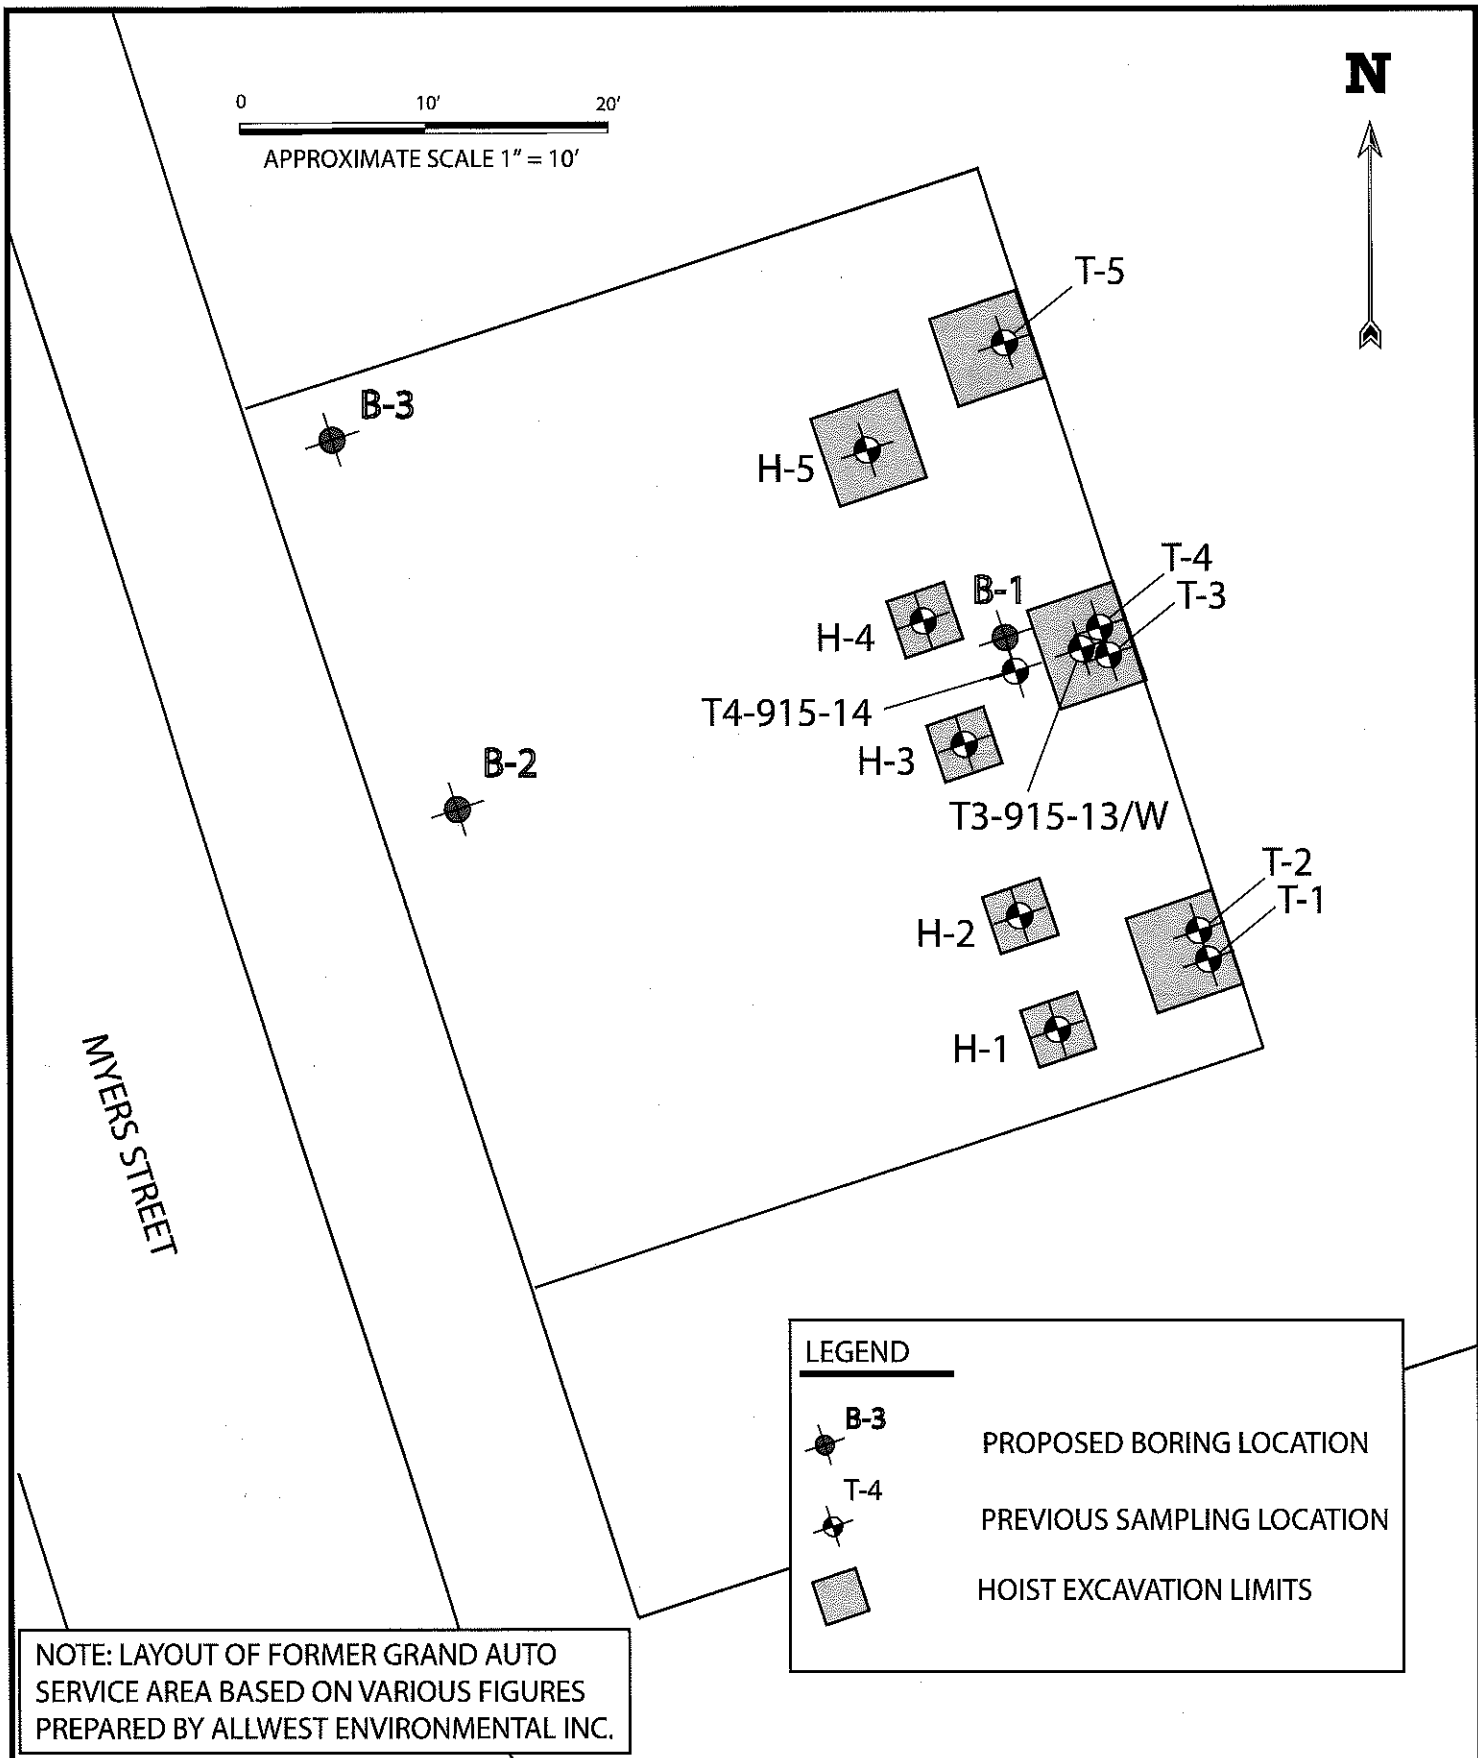 N
0 10' 20'
APPROXIMATE SCALE 1" = 10'
T-5
B-3
H-5
T-4
B-1
T-3
H-4
T4-915-14
H-3
B-2
T3-915-13/W
T-2
T-1
H-2
H-1
MYERS STREET
LEGEND
B-3
PROPOSED BORING LOCATION
T-4
PREVIOUS SAMPLING LOCATION
HOIST EXCAVATION LIMITS
NOTE: LAYOUT OF FORMER GRAND AUTO
SERVICE AREA BASED ON VARIOUS FIGURES
PREPARED BY ALLWEST ENVIRONMENTAL INC.